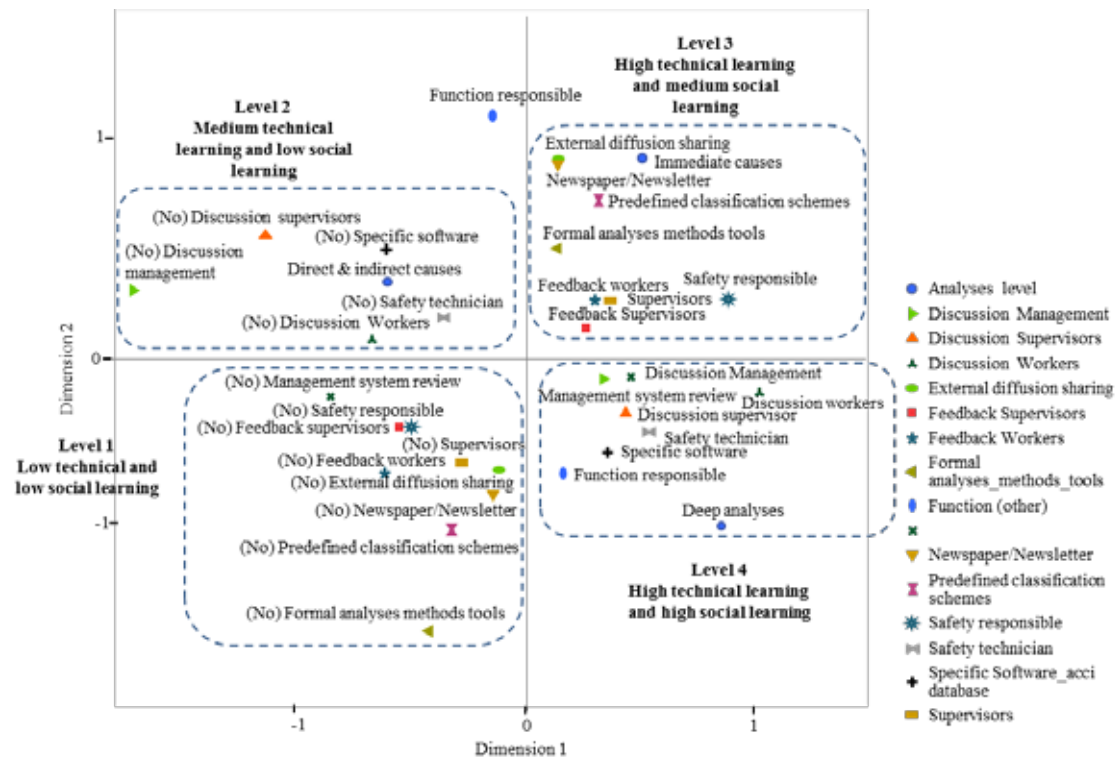 Level 3
High technical learning
and medium social
learning
Function responsible
Level 2
Medium technical
learning and low social
learning
1
External diffusion sharing
Immediate causes
Newspaper/Newsletter
Predefined classification schemes
(No) Discussion supervisors
(No) Specific software
Formal analyses methods tools
(No) Discussion
management
Direct & indirect causes
Safety responsible
Feedback workers
Supervisors
(No) Safety technician
Feedback Supervisors
(No) Discussion Workers
Dimension 2
0
(No) Management system review
Discussion Management
Management system review
Discussion workers
(No) Safety responsible
Discussion supervisor
(No) Feedback supervisors
Safety technician
(No) Supervisors
Specific software
Level 1
Low technical and
low social learning
(No) Feedback workers
Function responsible
(No) External diffusion sharing
(No) Newspaper/Newsletter
Deep analyses
-1
(No) Predefined classification schemes
Level 4
High technical learning
and high social learning
(No) Formal analyses methods tools
-1
0
1
Dimension 1
Analyses level
Discussion Management
Discussion Supervisors
Discussion Workers
External diffusion sharing
Feedback Supervisors
Feedback Workers
Formal
analyses_methods_tools
Function (other)
Newspaper/Newsletter
Predefined classification
schemes
Safety responsible
Safety technician
Specific Software_acci
database
Supervisors